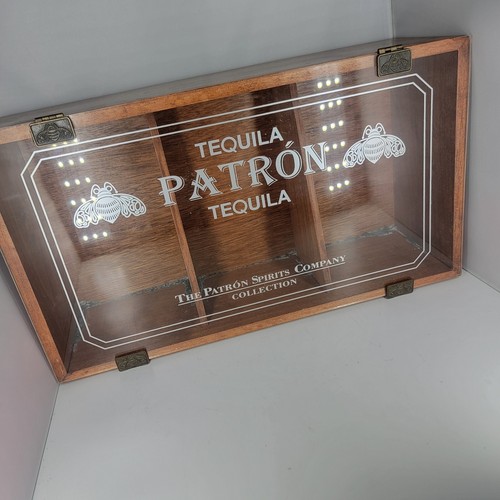 TEQUILA
PATRÓN
TEQUILA
THE PATRÓN SPIRITS COMPANY
COLLECTION